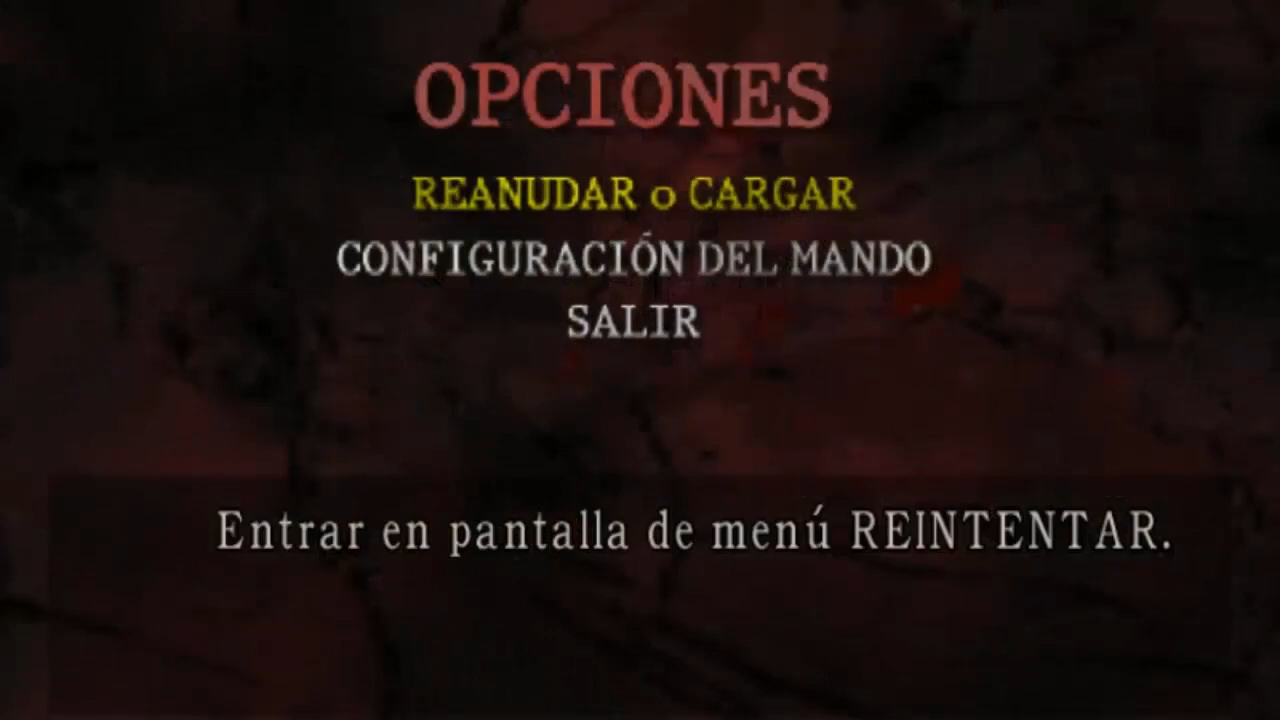 OPCIONES
REANUDAR o CARGAR
CONFIGURACIÓN DEL MANDO
SALIR
Entrar en pantalla de menú REINTENTAR.